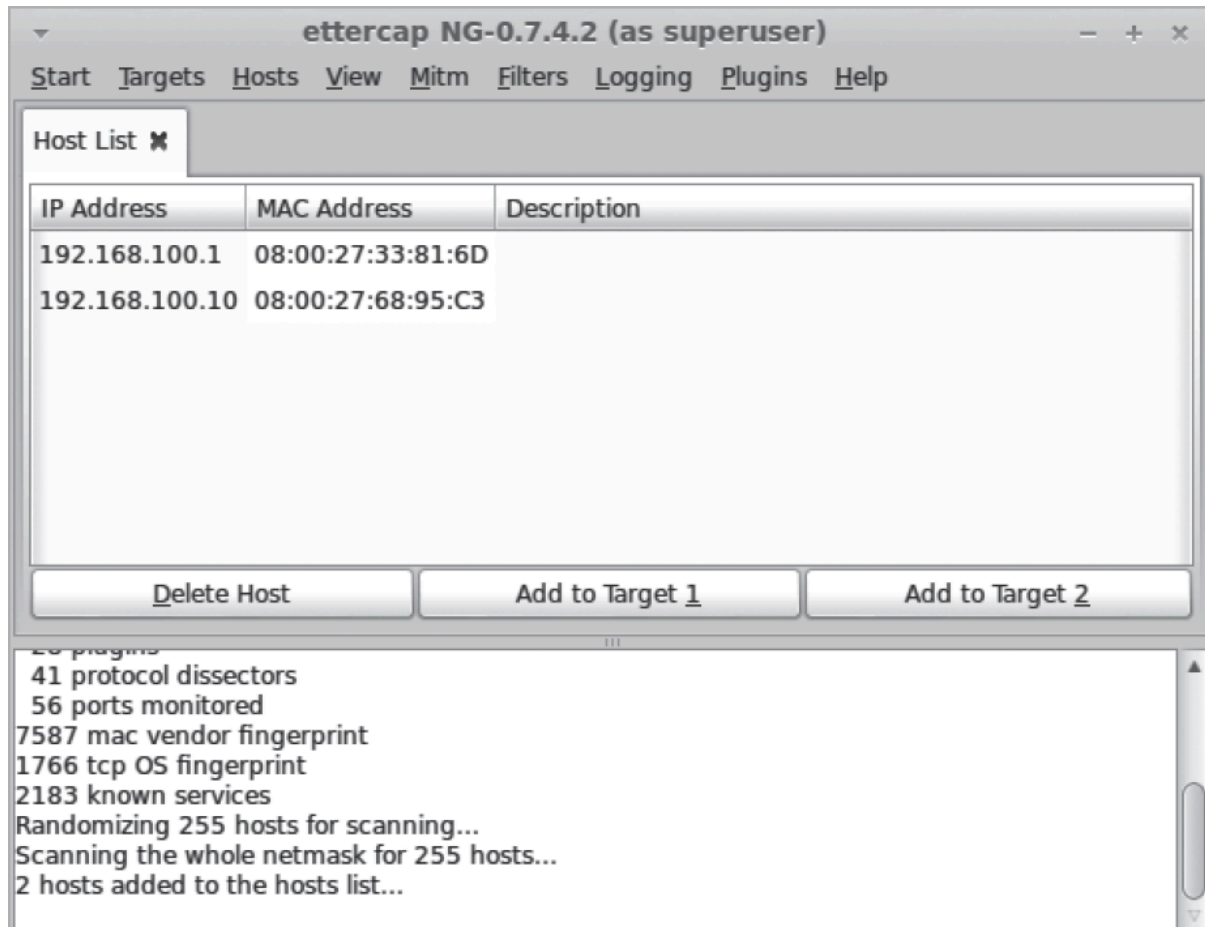 ettercap NG-0.7.4.2 (as superuser)
Start Targets Hosts View Mitm Filters Logging Plugins Help
Host List
IP Address MAC Address Description
192.168.100.1 08:00:27:33:81:6D
192.168.100.10 08:00:27:68:95:C3
Delete Host Add to Target 1 Add to Target 2
28 plugins
41 protocol dissectors
56 ports monitored
7587 mac vendor fingerprint
1766 tcp OS fingerprint
2183 known services
Randomizing 255 hosts for scanning...
Scanning the whole netmask for 255 hosts...
2 hosts added to the hosts list...